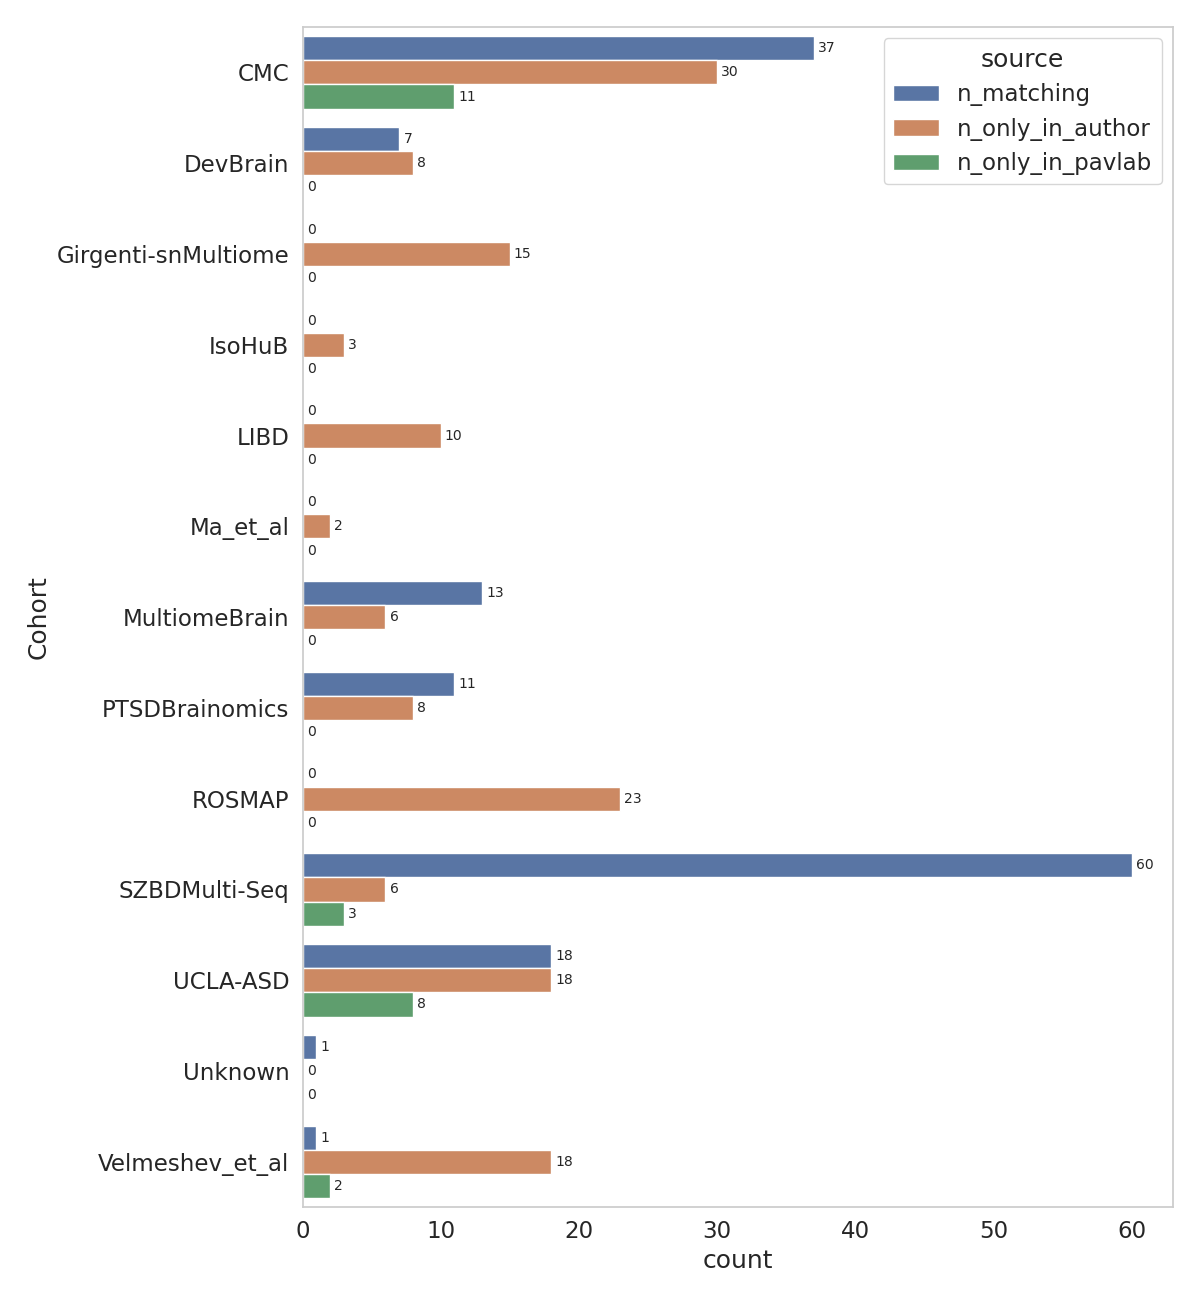 source
n_matching
n_only_in_author
n_only_in_pavlab
Cohort
CMC
37
30
11
DevBrain
7
8
0
Girgenti-snMultiome
0
15
0
IsoHuB
0
3
0
LIBD
0
10
0
Ma_et_al
0
2
0
MultiomeBrain
13
6
0
PTSDBrainomics
11
8
0
ROSMAP
0
23
0
SZBDMulti-Seq
60
6
3
UCLA-ASD
18
18
8
Unknown
1
0
0
Velmeshev_et_al
1
18
2
0 10 20 30 40 50 60
count